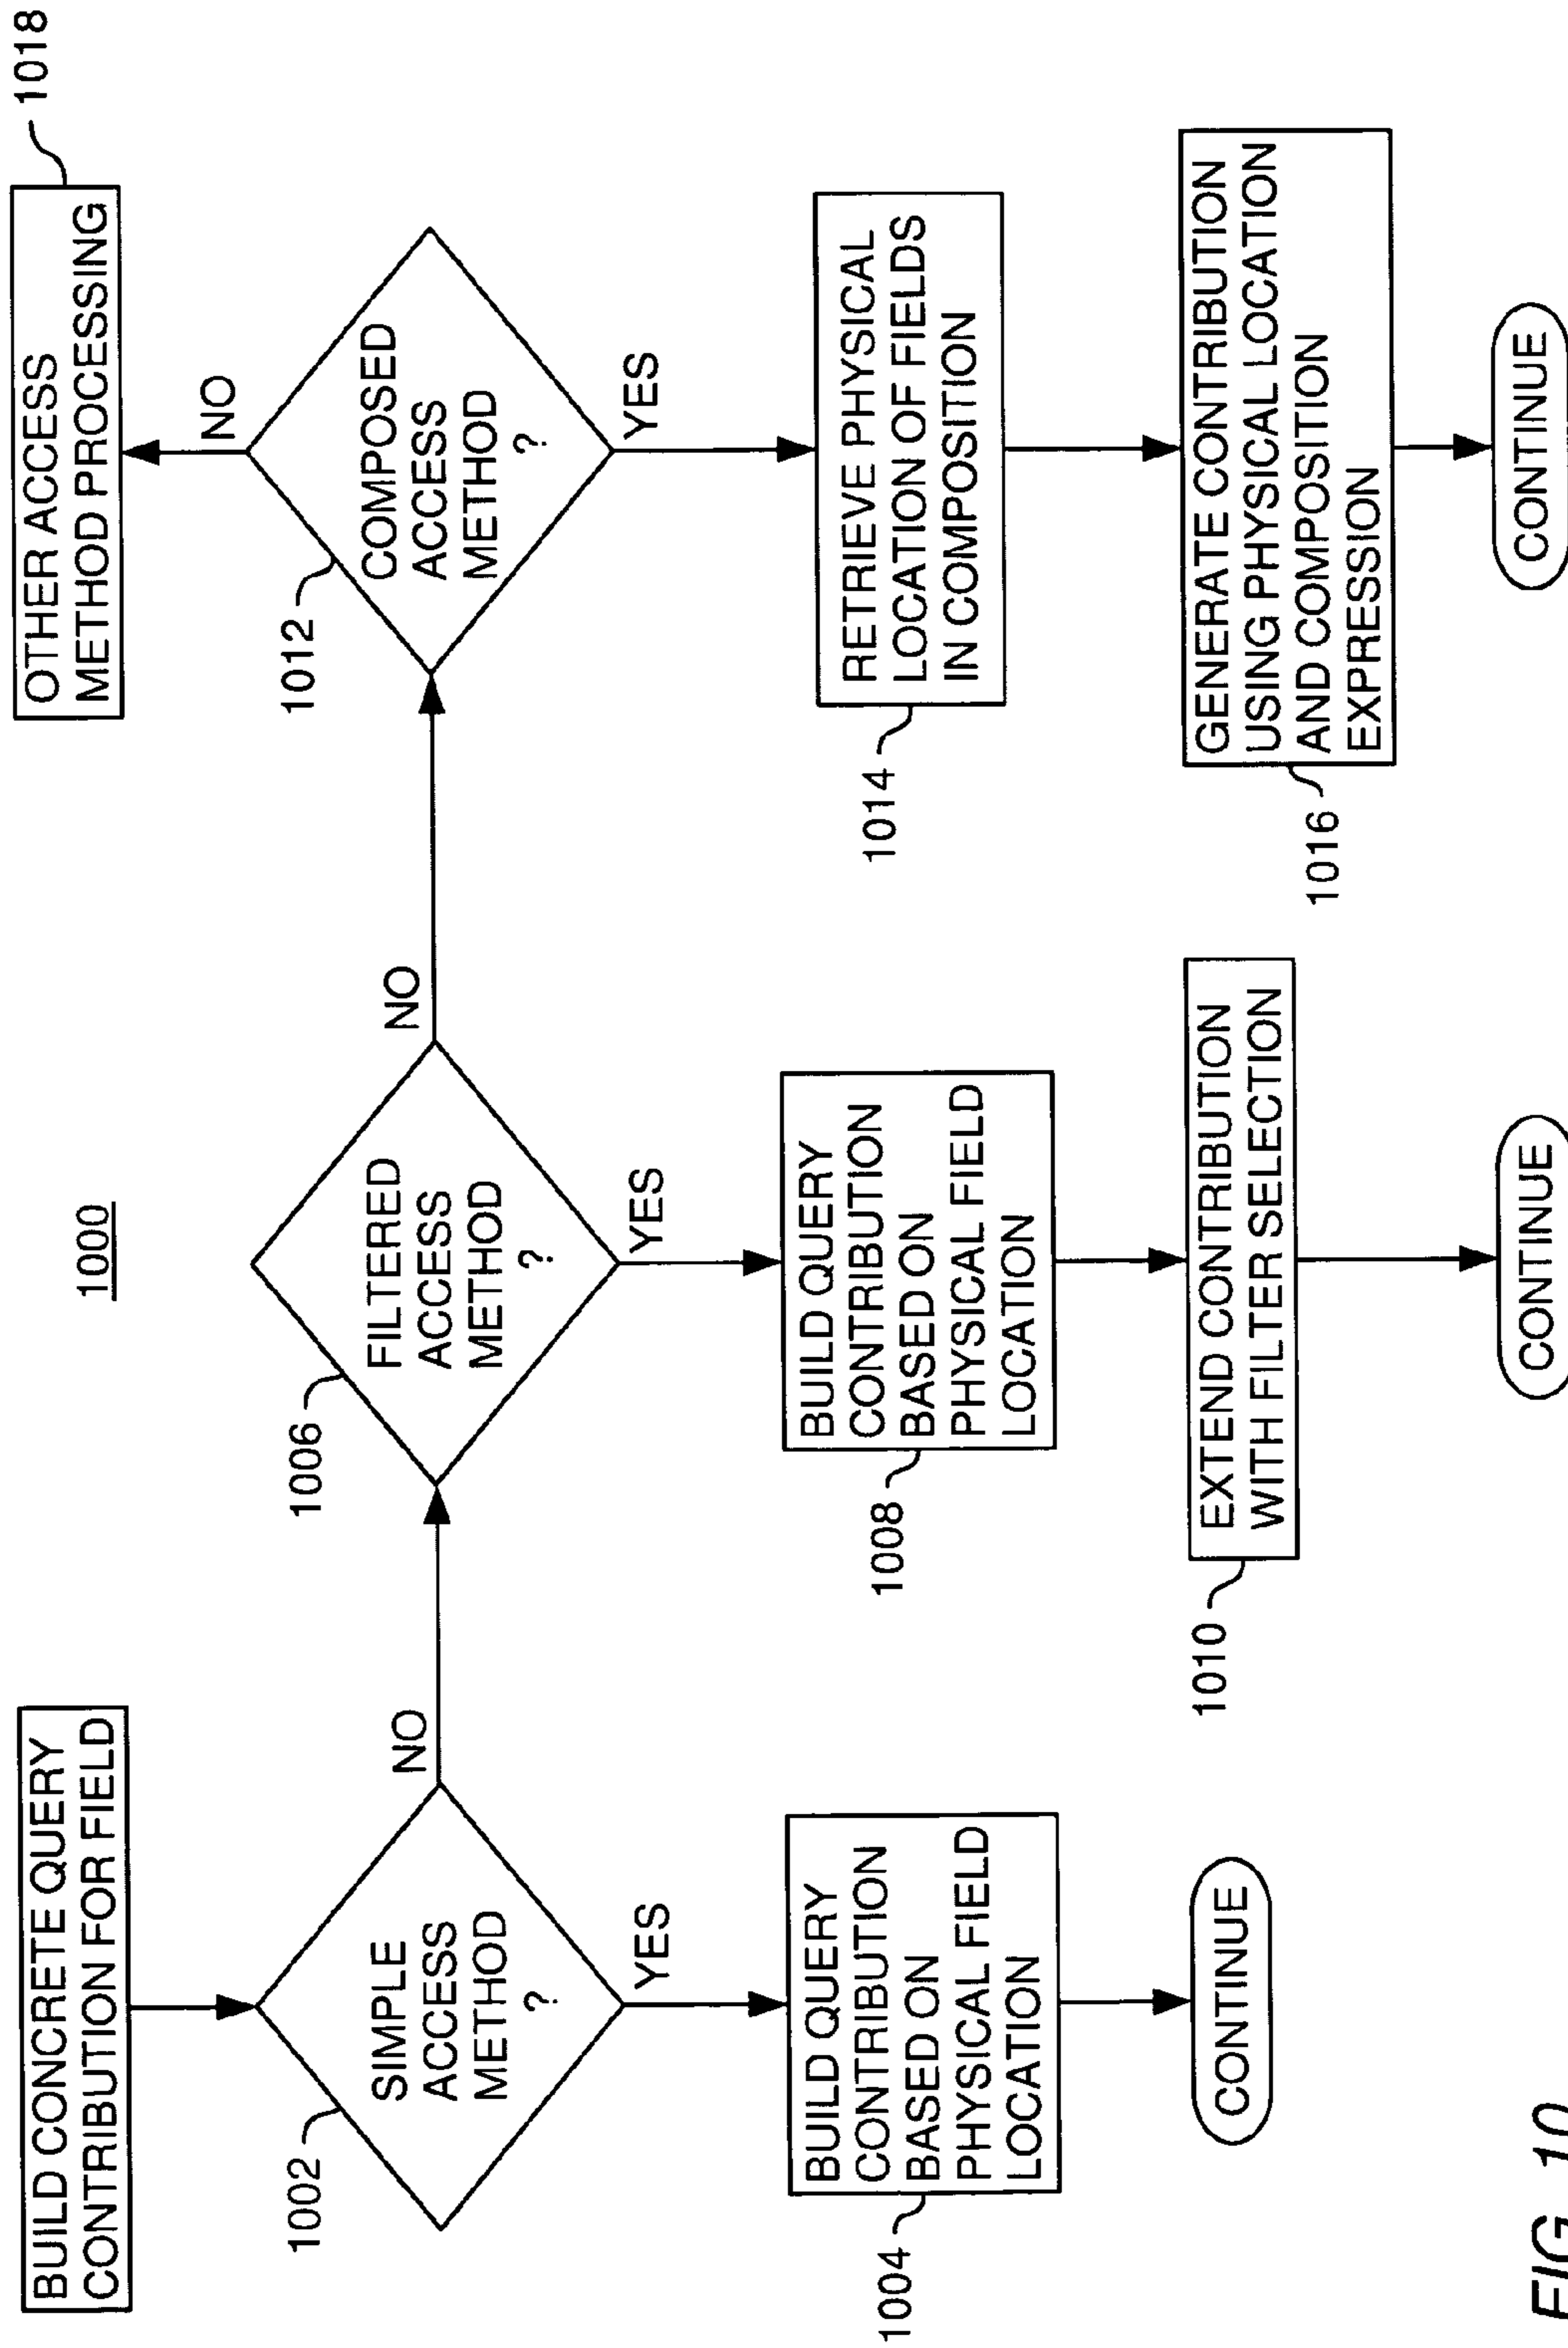 1000
BUILD CONCRETE QUERY
CONTRIBUTION FOR FIELD
1002
SIMPLE
ACCESS
METHOD
?
NO
YES
1004
BUILD QUERY
CONTRIBUTION
BASED ON
PHYSICAL FIELD
LOCATION
CONTINUE
1006
FILTERED
ACCESS
METHOD
?
NO
YES
1008
BUILD QUERY
CONTRIBUTION
BASED ON
PHYSICAL FIELD
LOCATION
1010
EXTEND CONTRIBUTION
WITH FILTER SELECTION
CONTINUE
1012
COMPOSED
ACCESS
METHOD
?
NO
OTHER ACCESS
METHOD PROCESSING
1018
YES
1014
RETRIEVE PHYSICAL
LOCATION OF FIELDS
IN COMPOSITION
1016
GENERATE CONTRIBUTION
USING PHYSICAL LOCATION
AND COMPOSITION
EXPRESSION
CONTINUE
FIG. 10